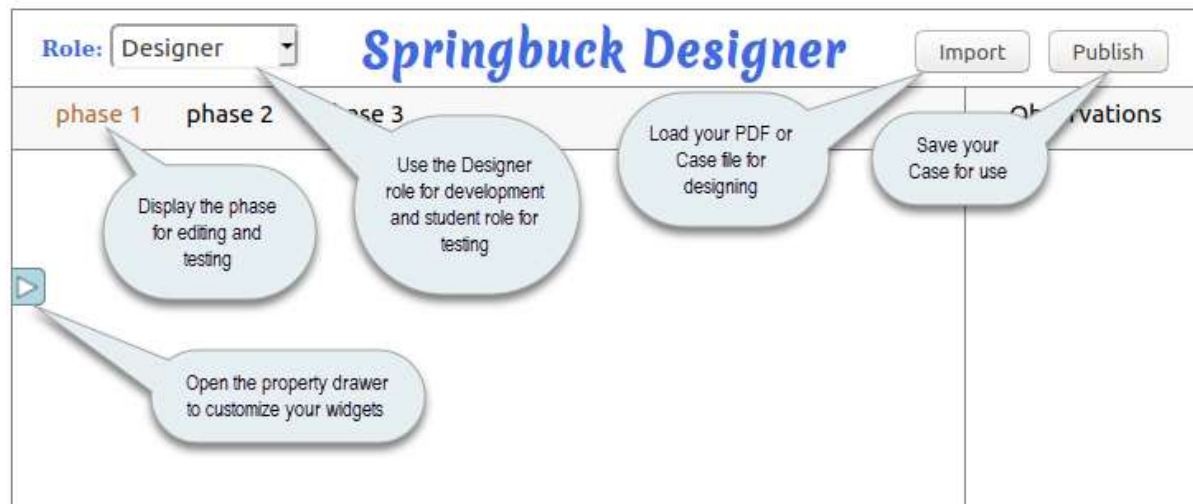 Role: Designer
Springbuck Designer
Import
Publish
phase 1
phase 2
3
Use the Designer
role for development
and student role for
testing
Load your PDF or
Case file for
designing
Save your
Case for use
Display the phase
for editing and
testing
Open the property drawer
to customize your widgets